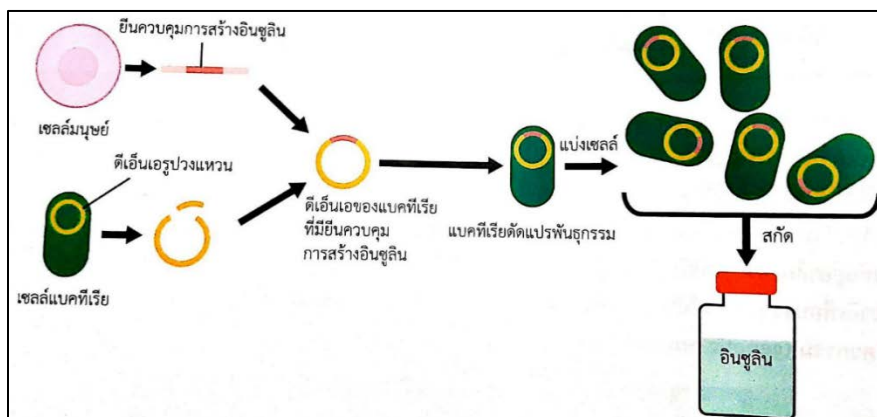 ยีนควบคุมการสร้างอินซูลิน
เซลล์มนุษย์
ดีเอ็นเอรูปวงแหวน
เซลล์แบคทีเรีย
ดีเอ็นเอของแบคทีเรีย
ที่มียีนควบคุม
การสร้างอินซูลิน
แบ่งเซลล์
แบคทีเรียดัดแปรพันธุกรรม
สกัด
อินซูลิน